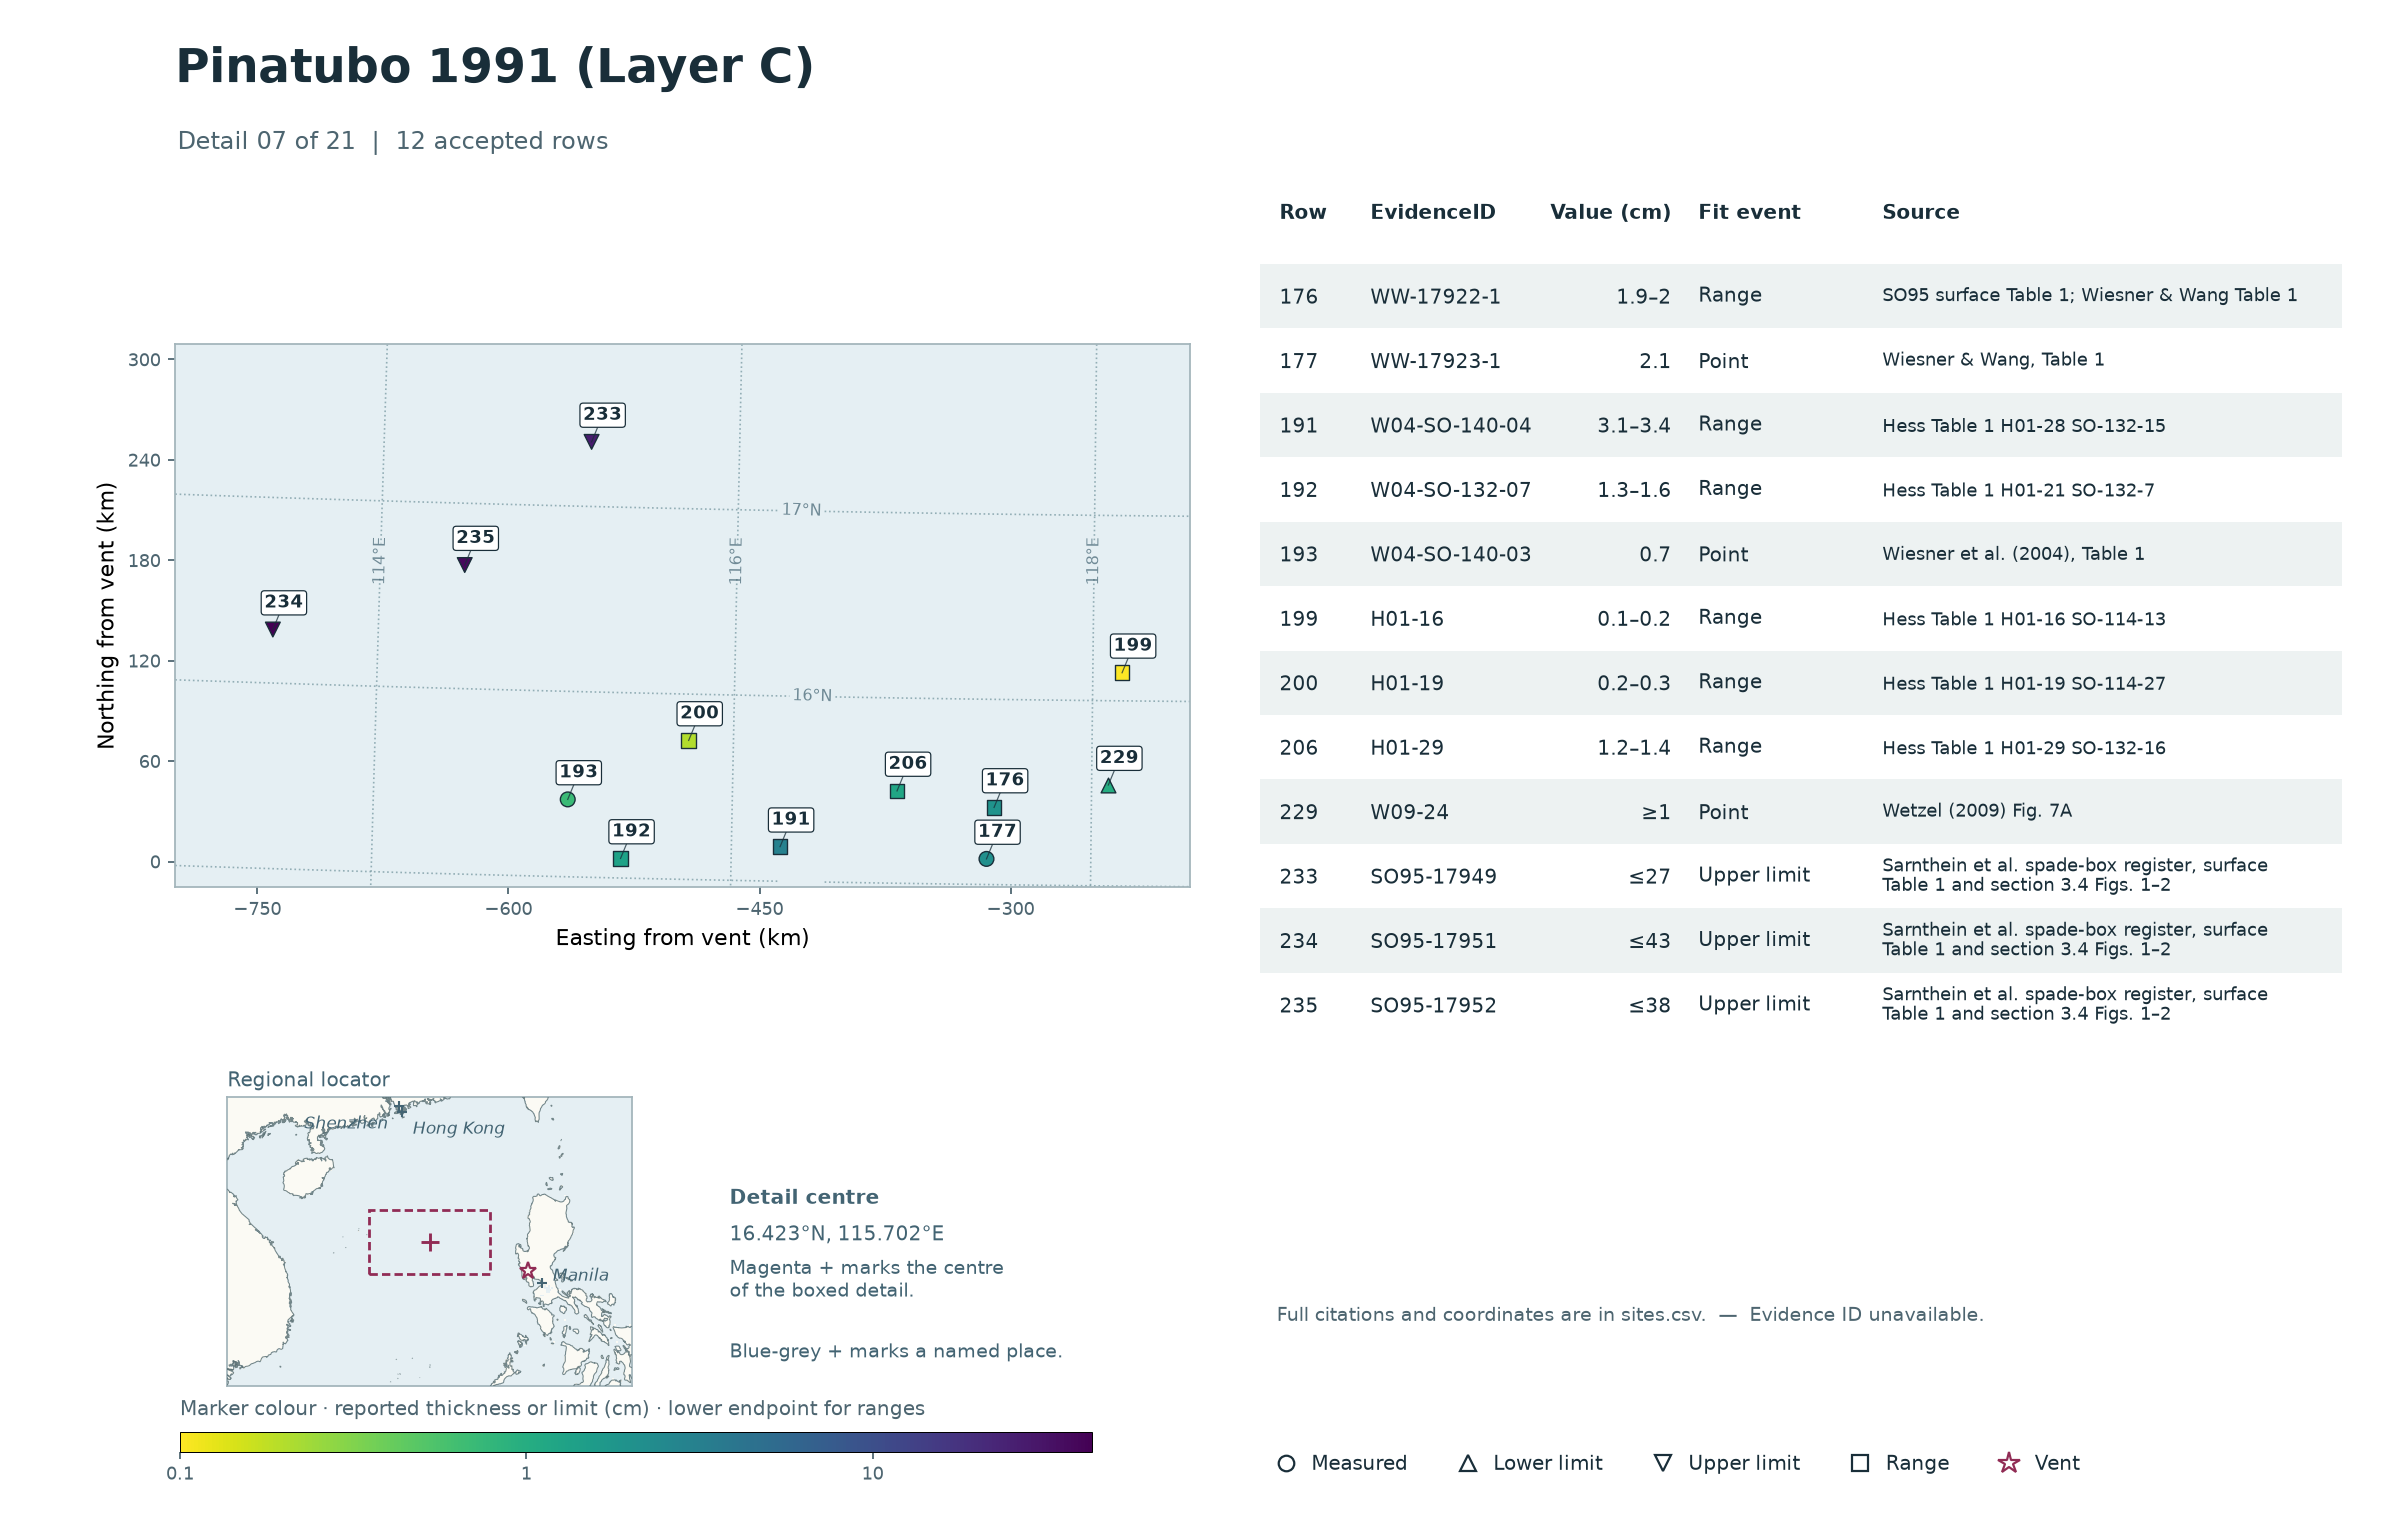 Pinatubo 1991 (Layer C)
Detail 07 of 21 | 12 accepted rows
Row EvidenceID Value (cm) Fit event Source
176 WW-17922-1 1.9–2 Range SO95 surface Table 1; Wiesner & Wang Table 1
177 WW-17923-1 2.1 Point Wiesner & Wang, Table 1
191 W04-SO-140-04 3.1–3.4 Range Hess Table 1 H01-28 SO-132-15
192 W04-SO-132-07 1.3–1.6 Range Hess Table 1 H01-21 SO-132-7
193 W04-SO-140-03 0.7 Point Wiesner et al. (2004), Table 1
199 H01-16 0.1–0.2 Range Hess Table 1 H01-16 SO-114-13
200 H01-19 0.2–0.3 Range Hess Table 1 H01-19 SO-114-27
206 H01-29 1.2–1.4 Range Hess Table 1 H01-29 SO-132-16
229 W09-24 ≥1 Point Wetzel (2009) Fig. 7A
233 SO95-17949 ≤27 Upper limit Sarnthein et al. spade-box register, surface
Table 1 and section 3.4 Figs. 1–2
234 SO95-17951 ≤43 Upper limit Sarnthein et al. spade-box register, surface
Table 1 and section 3.4 Figs. 1–2
235 SO95-17952 ≤38 Upper limit Sarnthein et al. spade-box register, surface
Table 1 and section 3.4 Figs. 1–2
Northing from vent (km)
300
240
180
120
60
0
233
17°N
235
114°E
116°E
118°E
234
199
16°N
200
229
206
193
176
191
192
177
−750 −600 −450 −300
Easting from vent (km)
Regional locator
Shenzhen
Hong Kong
Manila
Detail centre
16.423°N, 115.702°E
Magenta + marks the centre
of the boxed detail.
Blue-grey + marks a named place.
Full citations and coordinates are in sites.csv. — Evidence ID unavailable.
Marker colour · reported thickness or limit (cm) · lower endpoint for ranges
0.1 1 10
Measured Lower limit Upper limit Range Vent